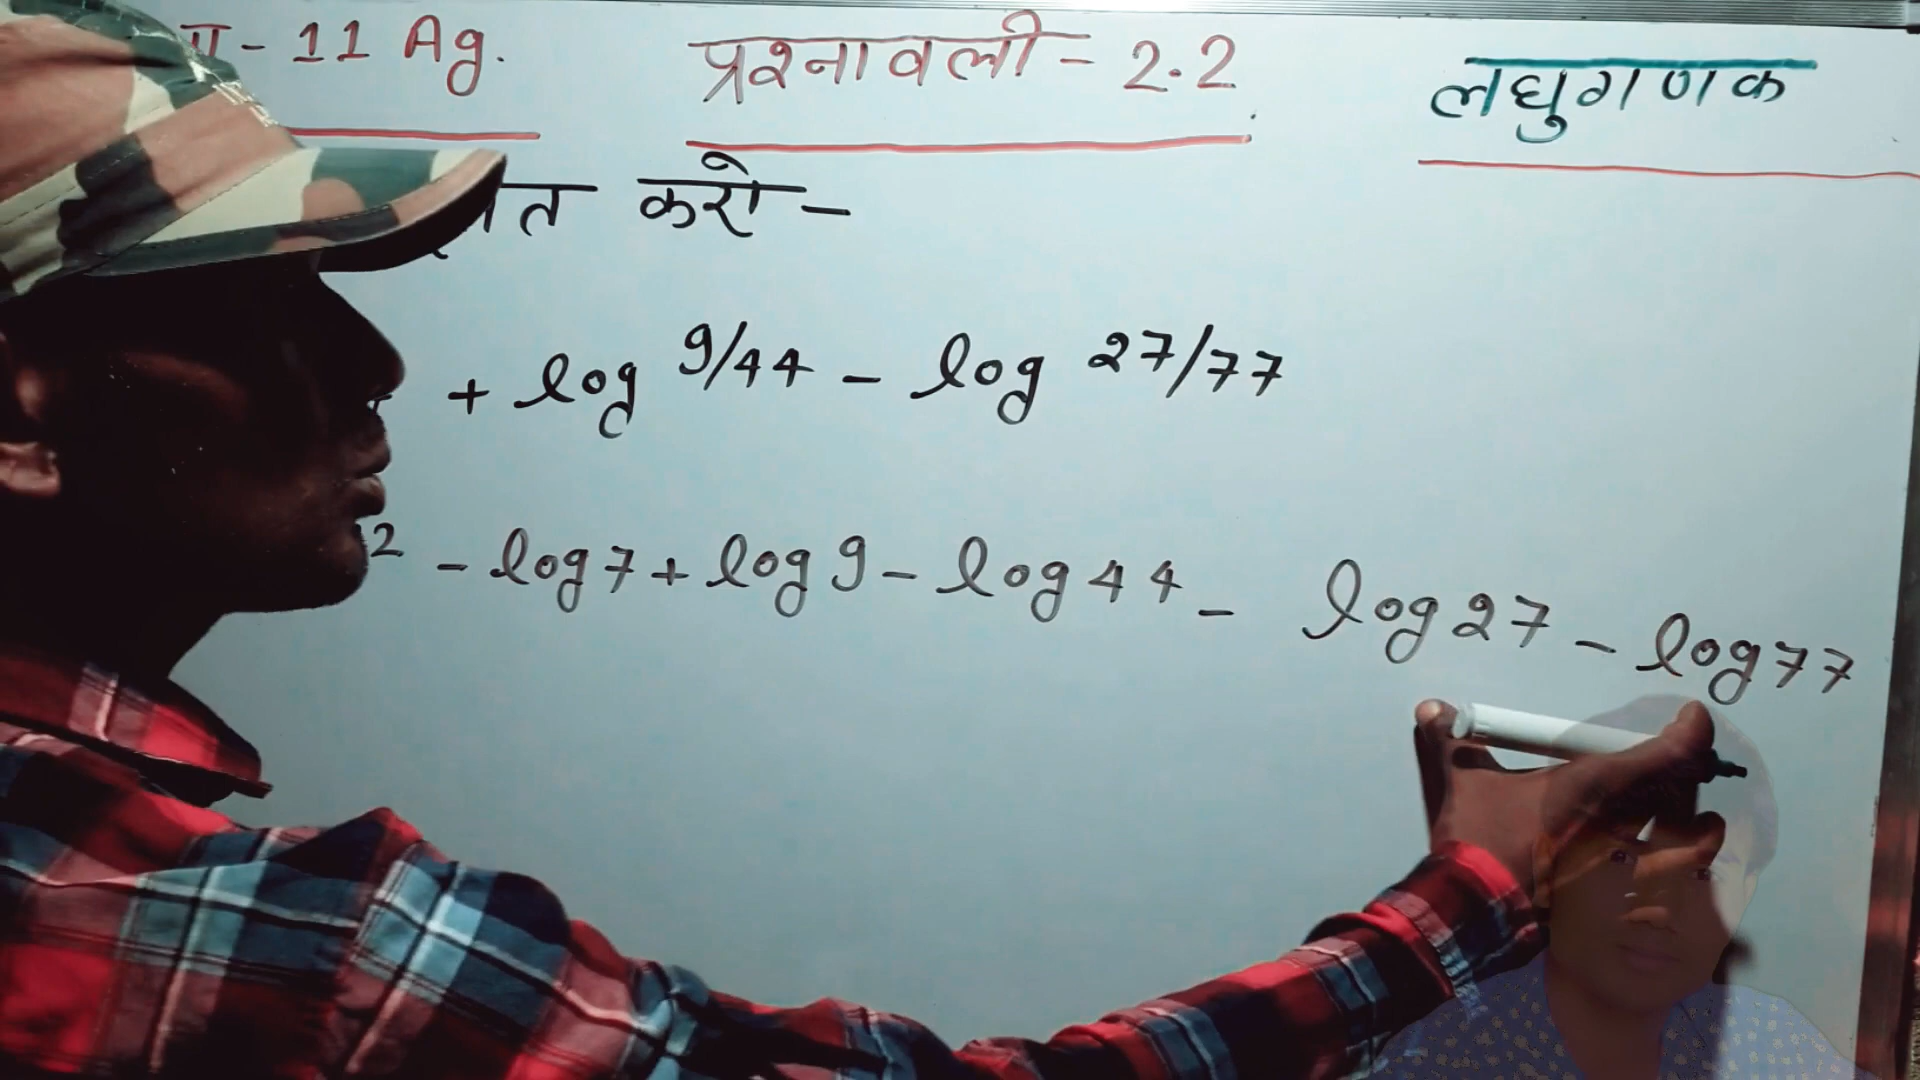 11 Ag. प्रश्नावली - 2.2 लघुगणक
करो -
+ log 9/44 - log 27/77
2 - log 7 + log 9 - log 44 - log 27 - log 77